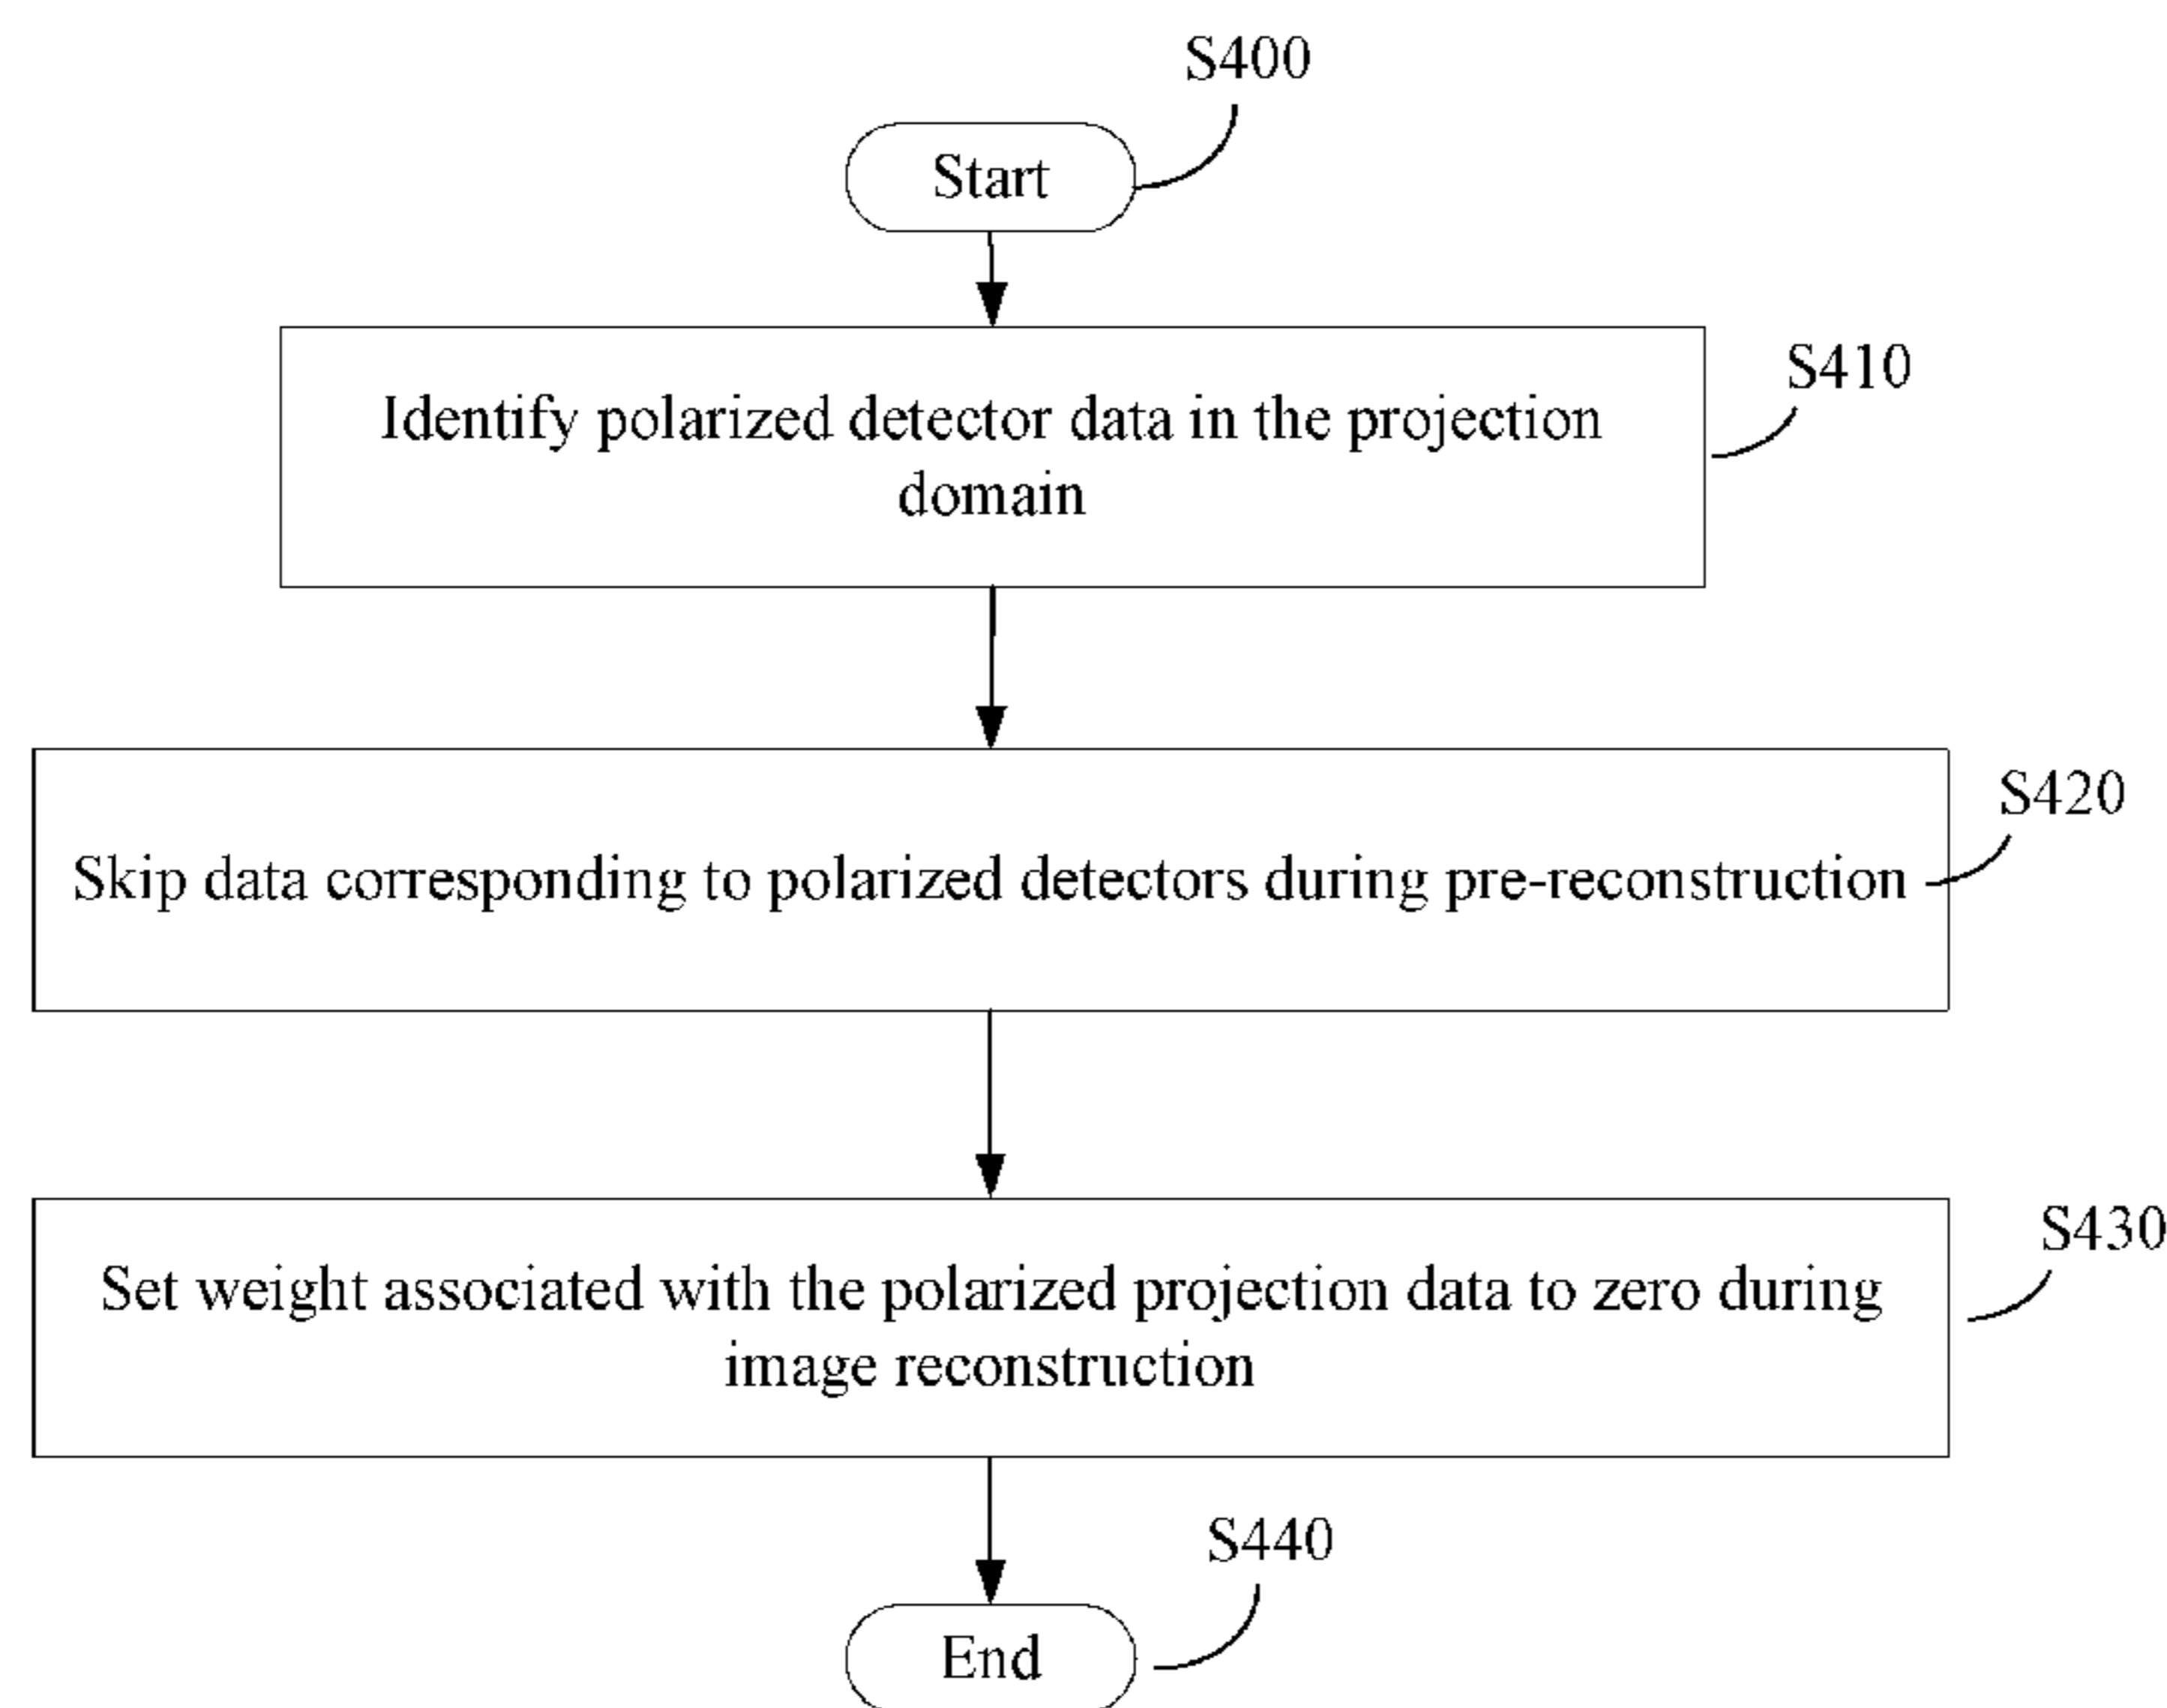 S400
Start
S410
Identify polarized detector data in the projection
domain
S420
Skip data corresponding to polarized detectors during pre-reconstruction
S430
Set weight associated with the polarized projection data to zero during
image reconstruction
S440
End